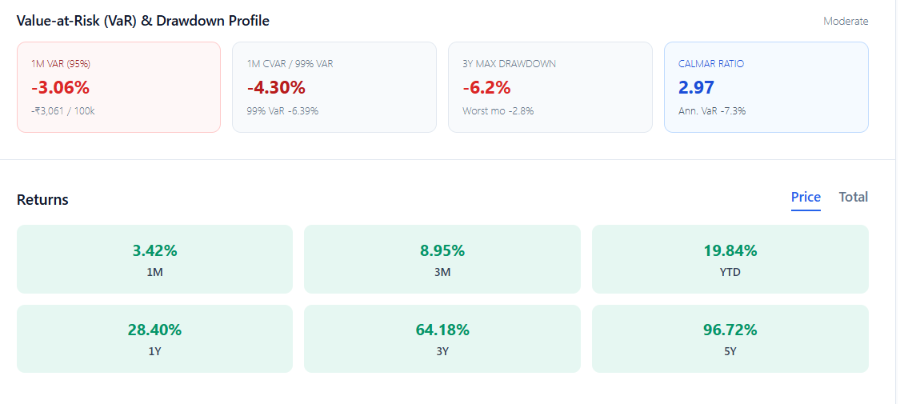 Value-at-Risk (VaR) & Drawdown Profile
Moderate
1M VAR (95%)
-3.06%
-₹3,061 / 100k
1M CVAR / 99% VAR
-4.30%
99% VaR -6.39%
3Y MAX DRAWDOWN
-6.2%
Worst mo -2.8%
CALMAR RATIO
2.97
Ann. VaR -7.3%
Returns
Price Total
3.42%
1M
8.95%
3M
19.84%
YTD
28.40%
1Y
64.18%
3Y
96.72%
5Y